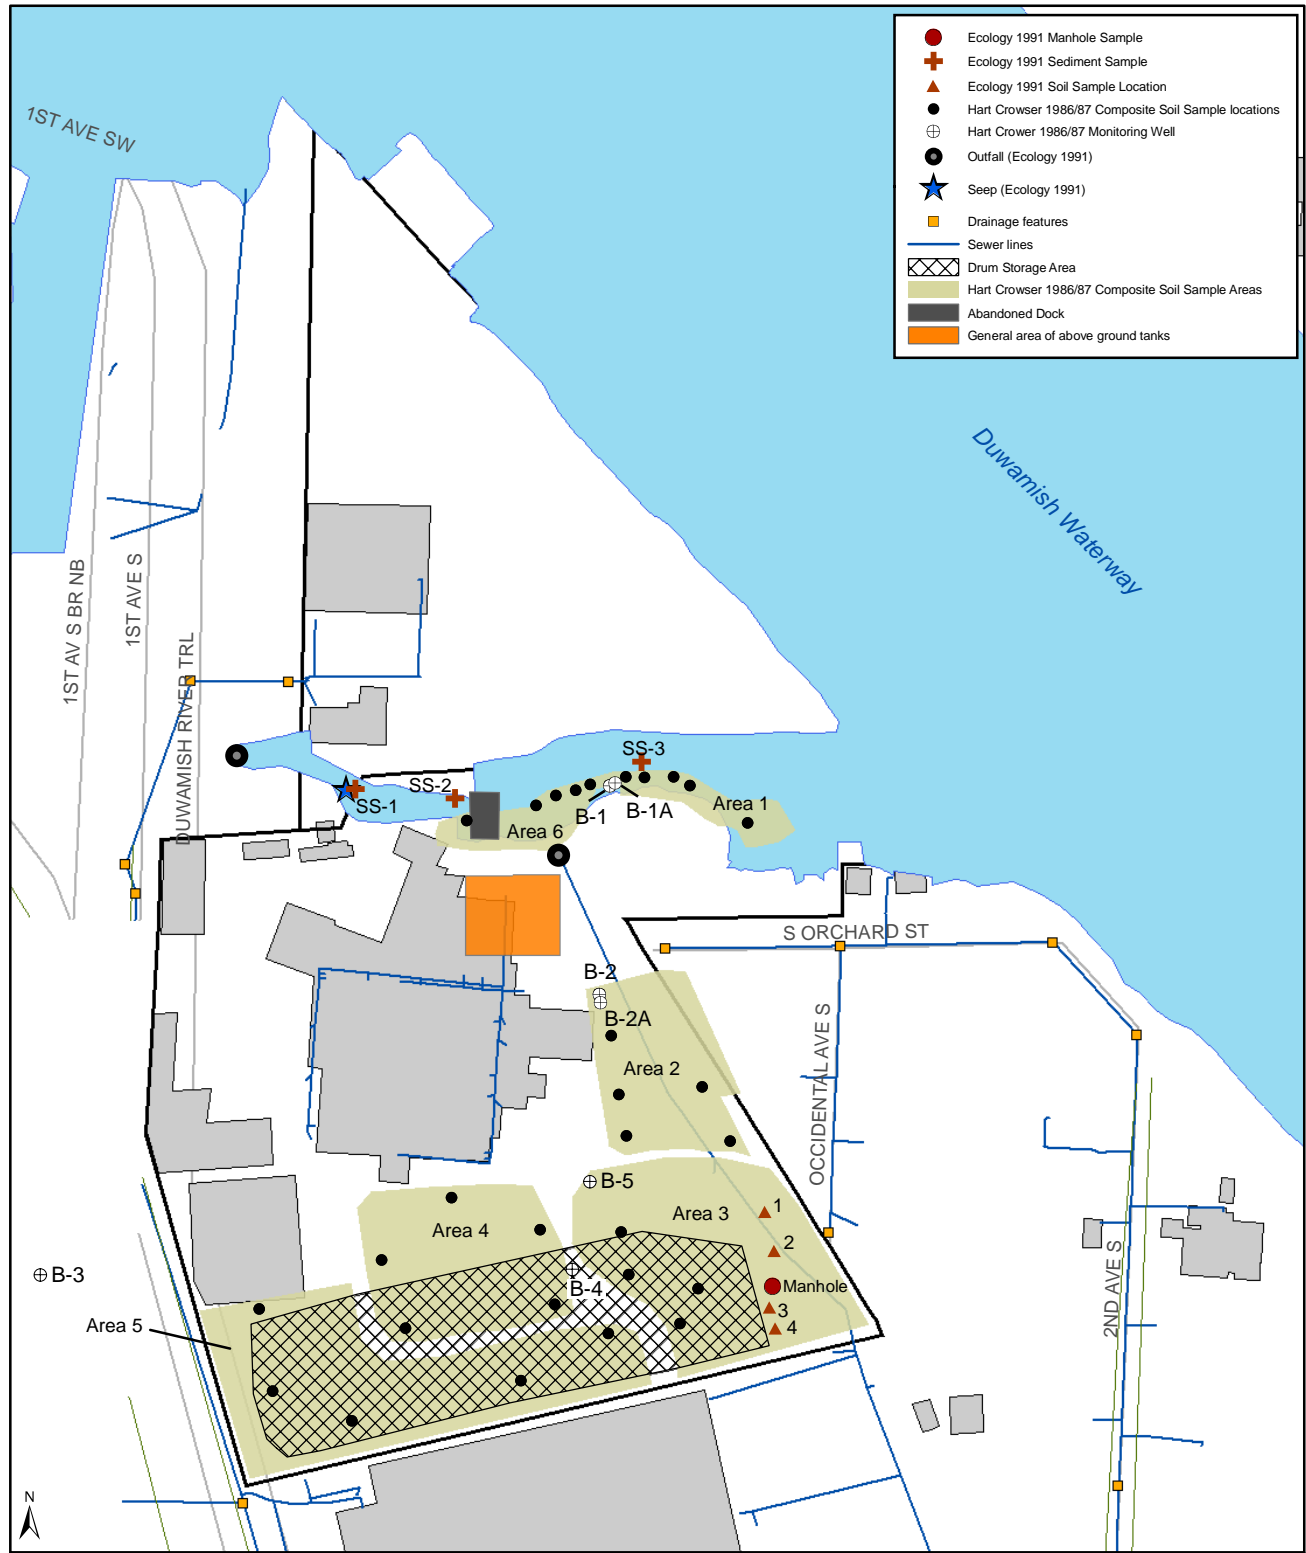 Ecology 1991 Manhole Sample
Ecology 1991 Sediment Sample
Ecology 1991 Soil Sample Location
Hart Crowser 1986/87 Composite Soil Sample locations
Hart Crower 1986/87 Monitoring Well
Outfall (Ecology 1991)
Seep (Ecology 1991)
Drainage features
Sewer lines
Drum Storage Area
Hart Crowser 1986/87 Composite Soil Sample Areas
Abandoned Dock
General area of above ground tanks
1ST AVE SW
Duwamish Waterway
1ST AV S BR NB
1ST AVE S
DUWAMISH RIVER TRL
SS-3
SS-2
SS-1
B-1
B-1A
Area 1
Area 6
S ORCHARD ST
B-2
B-2A
Area 2
OCCIDENTAL AVE S
B-5
Area 3
1
Area 4
2
B-3
B-4
Manhole
3
4
Area 5
2ND AVE S
N